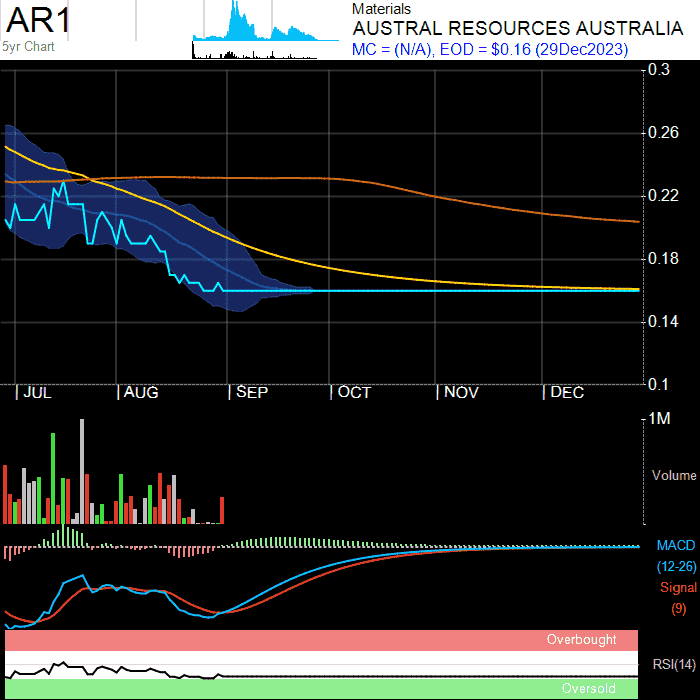 AR1
5yr Chart
Materials
AUSTRAL RESOURCES AUSTRALIA
MC = (N/A), EOD = $0.16 (29Dec2023)
0.3
0.26
0.22
0.18
0.14
0.1
JUL AUG SEP OCT NOV DEC
1M
Volume
MACD
(12-26)
Signal
(9)
Overbought
RSI(14)
Oversold